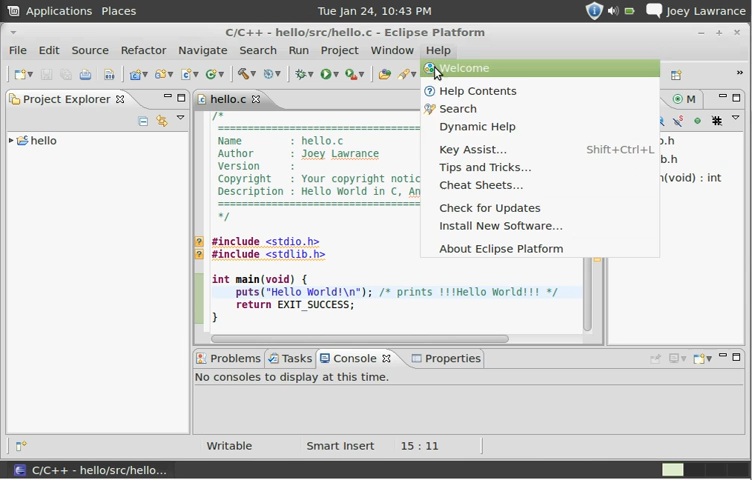 Applications Places Tue Jan 24, 10:43 PM Joey Lawrance
C/C++ - hello/src/hello.c - Eclipse Platform
File Edit Source Refactor Navigate Search Run Project Window Help
Welcome
Help Contents
Search
Dynamic Help
Key Assist... Shift+Ctrl+L
Tips and Tricks...
Cheat Sheets...
Check for Updates
Install New Software...
About Eclipse Platform
Project Explorer
hello
hello.c
/*
Name : hello.c
Author : Joey Lawrance
Version :
Copyright : Your copyright notic
Description : Hello World in C, An
*/
#include <stdio.h>
#include <stdlib.h>
int main(void) {
puts("Hello World!\n"); /* prints !!!Hello World!!! */
return EXIT_SUCCESS;
}
M
.h
b.h
(void) : int
Problems Tasks Console Properties
No consoles to display at this time.
Writable Smart Insert 15 : 11
C/C++ - hello/src/hello...